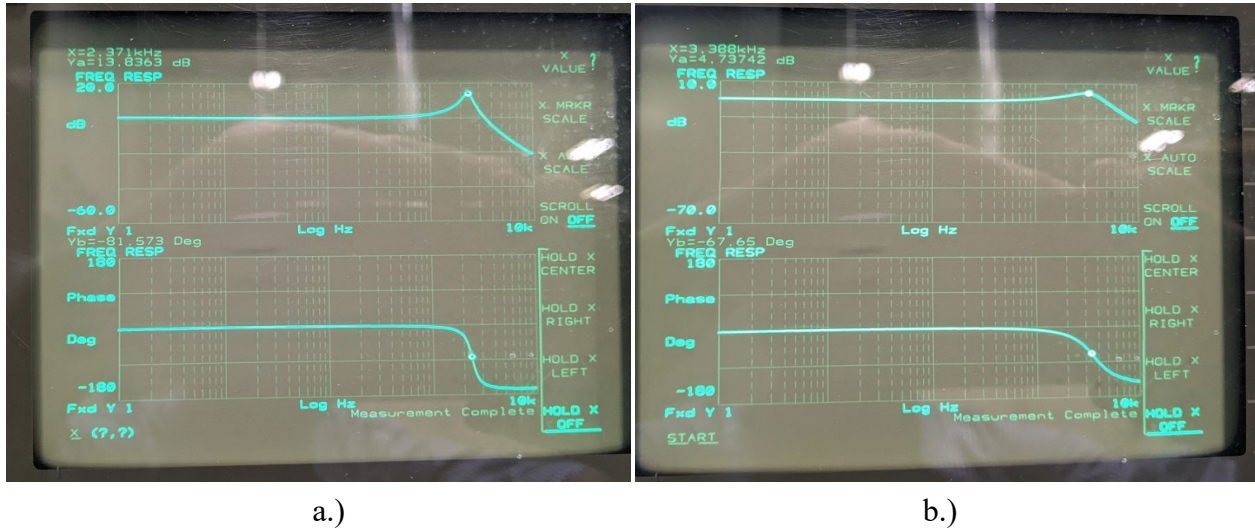 X=2.371kHz
Ya=13.8363 dB
FREQ RESP
20.0
dB
-60.0
Fxd Y 1
Log Hz
10k
Yb=-81.573 Deg
FREQ RESP
180
Phase
Deg
-180
Fxd Y 1
Log Hz
10k
Measurement Complete
X (?,?)
X
VALUE ?
X MRKR
SCALE
X AUTO
SCALE
SCROLL
ON OFF
HOLD X
CENTER
HOLD X
RIGHT
HOLD X
LEFT
HOLD X
OFF
a.)
X=3.388kHz
Ya=4.73742 dB
FREQ RESP
10.0
dB
-70.0
Fxd Y 1
Log Hz
10k
Yb=-67.65 Deg
FREQ RESP
180
Phase
Deg
-180
Fxd Y 1
Log Hz
10k
Measurement Complete
START
X
VALUE ?
X MRKR
SCALE
X AUTO
SCALE
SCROLL
ON OFF
HOLD X
CENTER
HOLD X
RIGHT
HOLD X
LEFT
HOLD X
OFF
b.)